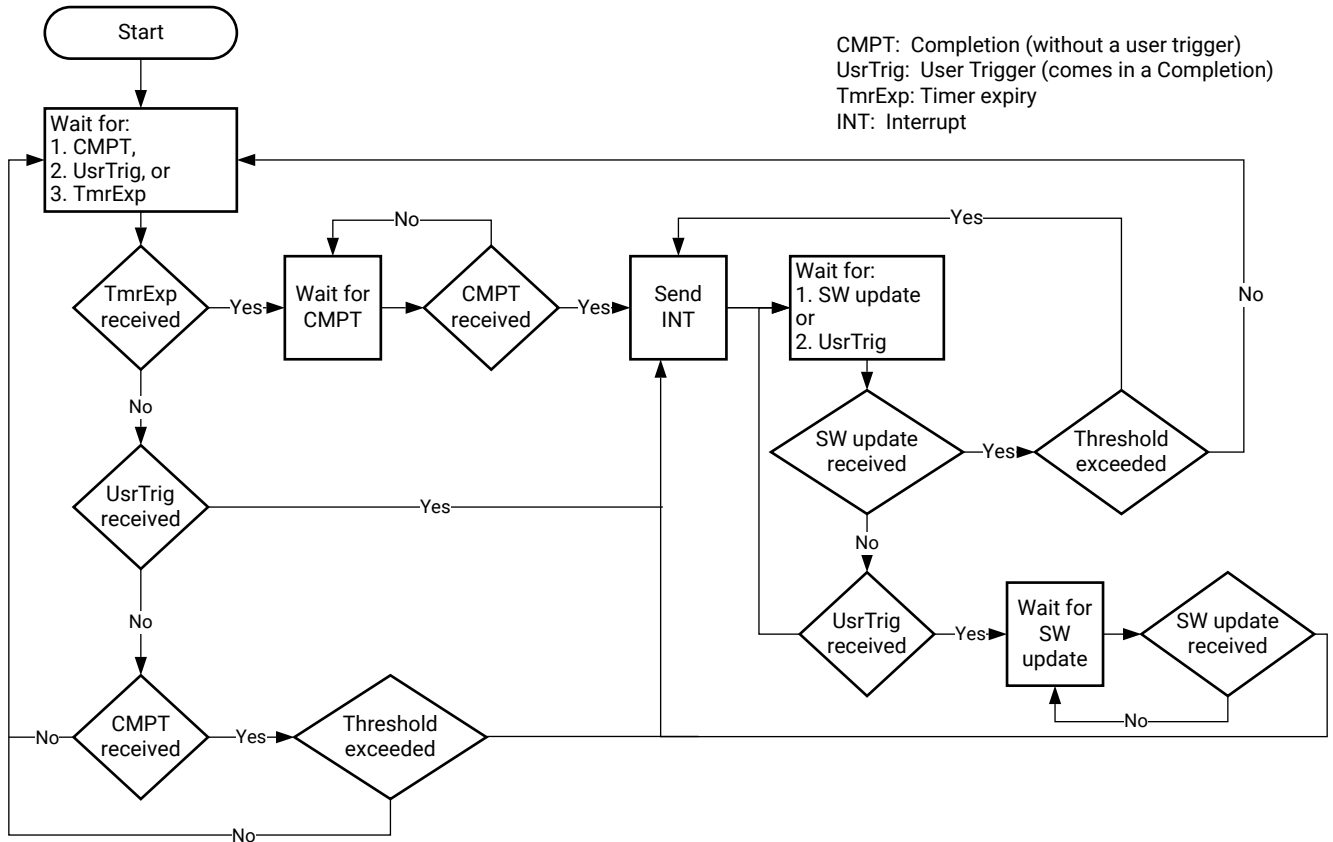 Start
CMPT: Completion (without a user trigger)
UsrTrig: User Trigger (comes in a Completion)
TmrExp: Timer expiry
INT: Interrupt
Wait for:
1. CMPT,
2. UsrTrig, or
3. TmrExp
No
Yes
TmrExp
received
Yes
Wait for
CMPT
CMPT
received
Yes
Send
INT
Wait for:
1. SW update
or
2. UsrTrig
No
No
SW update
received
Yes
Threshold
exceeded
UsrTrig
received
Yes
No
No
UsrTrig
received
Yes
Wait for
SW
update
SW update
received
No
No
CMPT
received
Yes
Threshold
exceeded
No